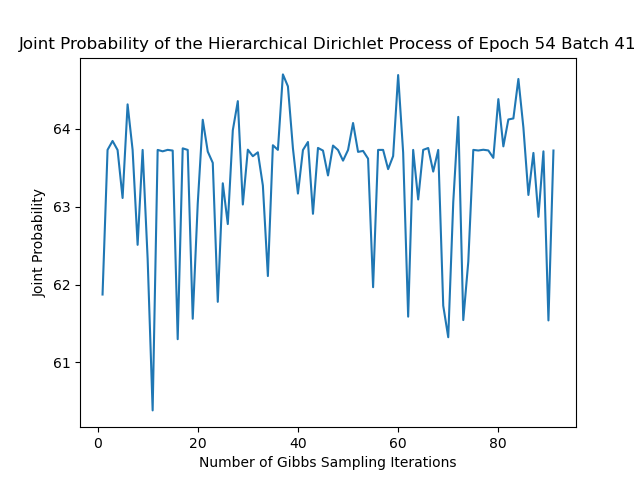 Joint Probability of the Hierarchical Dirichlet Process of Epoch 54 Batch 41
64
63
62
61
Joint Probability
0 20 40 60 80
Number of Gibbs Sampling Iterations